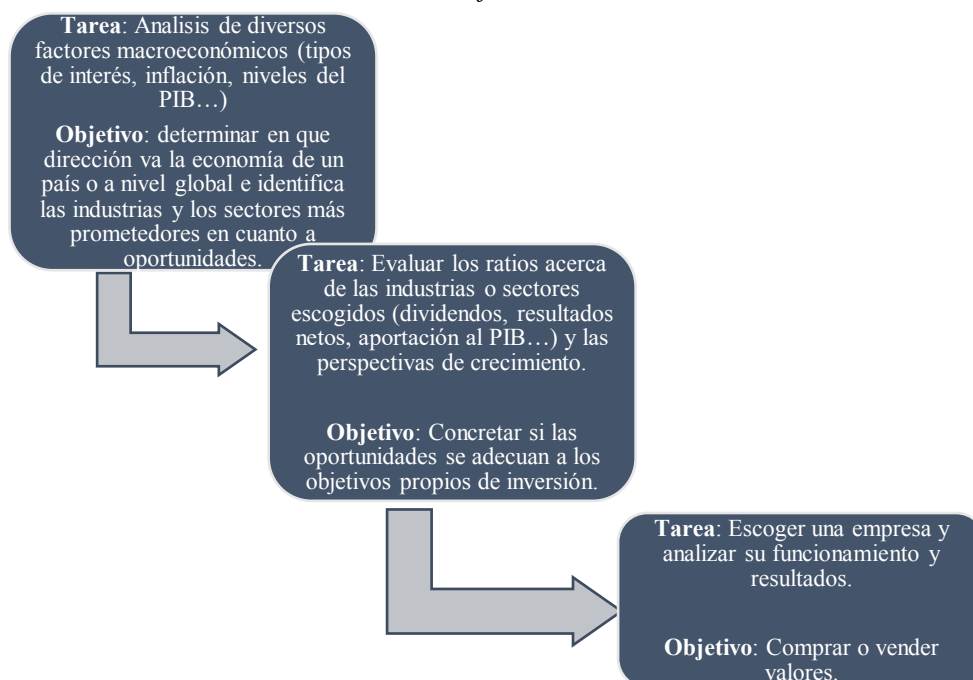 Tarea: Analisis de diversos
factores macroeconómicos (tipos
de interés, inflación, niveles del
PIB…)
Objetivo: determinar en que
dirección va la economía de un
país o a nivel global e identifica
las industrias y los sectores más
prometedores en cuanto a
oportunidades.
Tarea: Evaluar los ratios acerca
de las industrias o sectores
escogidos (dividendos, resultados
netos, aportación al PIB…) y las
perspectivas de crecimiento.
Objetivo: Concretar si las
oportunidades se adecuan a los
objetivos propios de inversión.
Tarea: Escoger una empresa y
analizar su funcionamiento y
resultados.
Objetivo: Comprar o vender
valores.